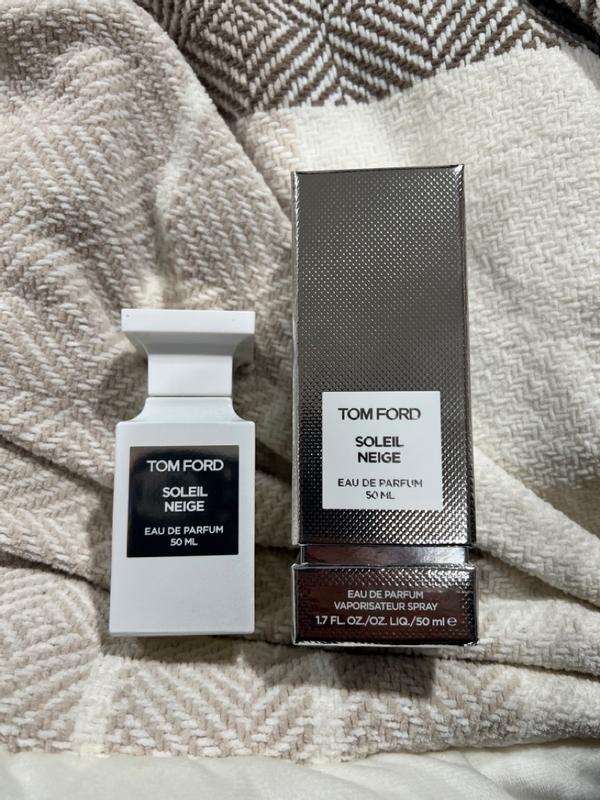 TOM FORD
SOLEIL
NEIGE
EAU DE PARFUM
50 ML
TOM FORD
SOLEIL
NEIGE
EAU DE PARFUM
50 ML
EAU DE PARFUM
VAPORISATEUR SPRAY
1.7 FL. OZ./OZ. LIQ./50 ml ℮